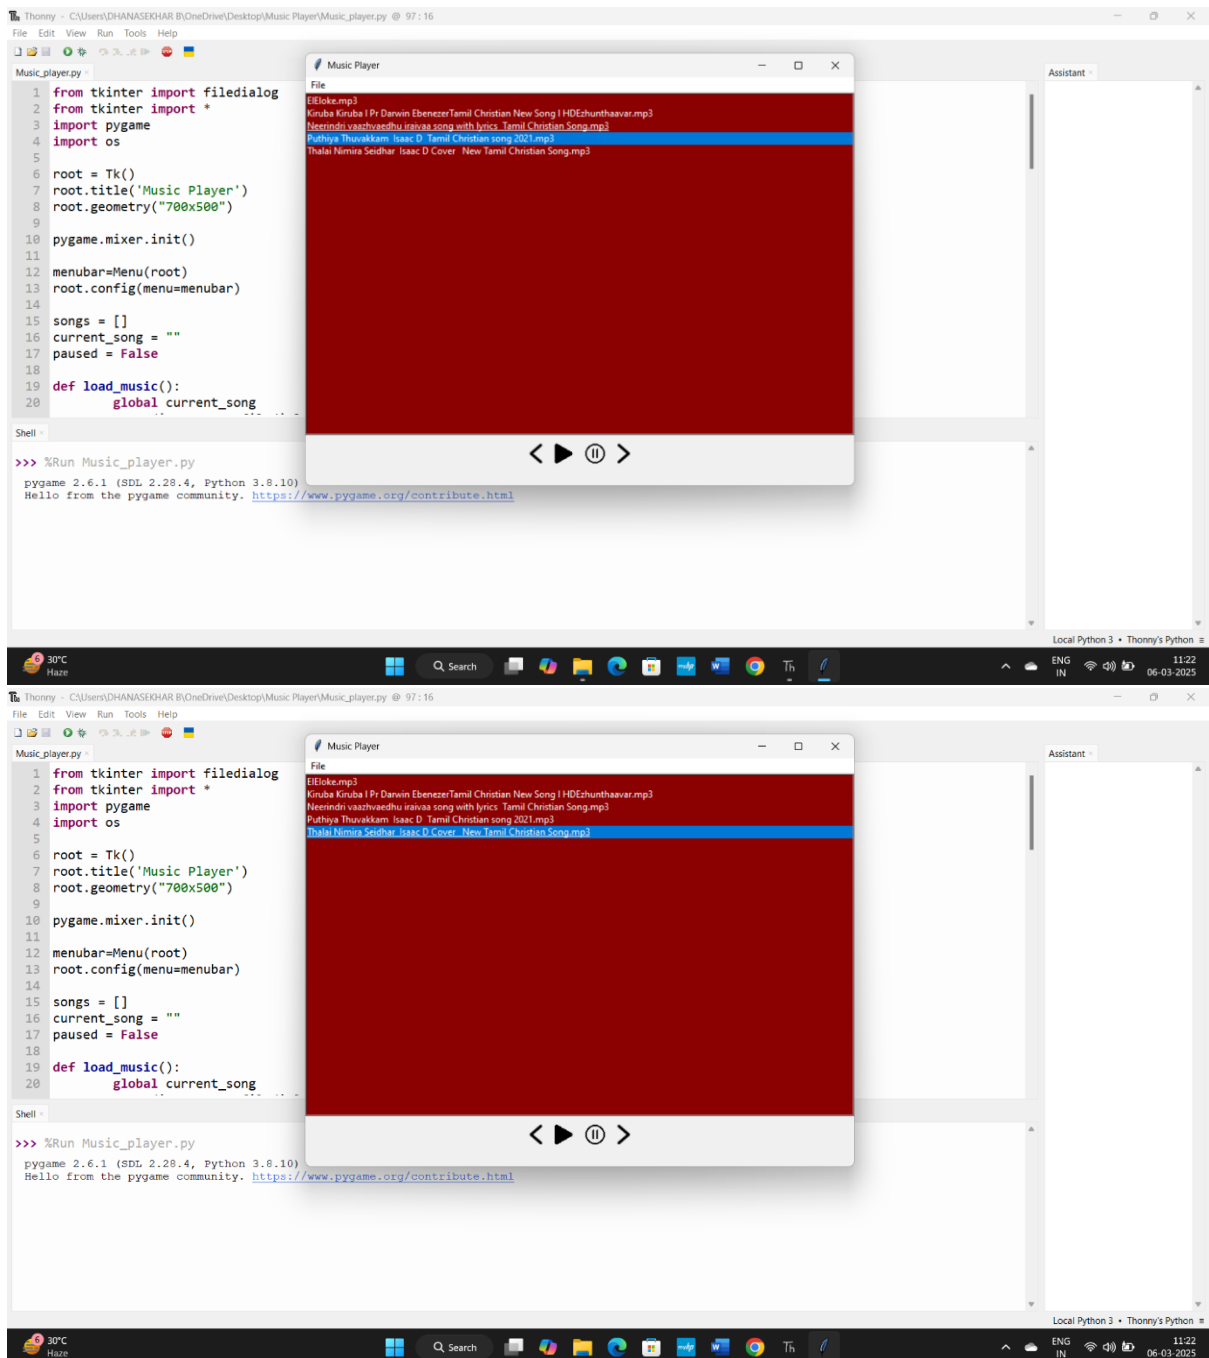 Thonny - C:\Users\DHANASEKHAR B\OneDrive\Desktop\Music Player\Music_player.py @ 97 : 16
File Edit View Run Tools Help
Music_player.py
Assistant
1 from tkinter import filedialog
2 from tkinter import *
3 import pygame
4 import os
5
6 root = Tk()
7 root.title('Music Player')
8 root.geometry("700x500")
9
10 pygame.mixer.init()
11
12 menubar=Menu(root)
13 root.config(menu=menubar)
14
15 songs = []
16 current_song = ""
17 paused = False
18
19 def load_music():
20 global current_song
Music Player
File
ElEloke.mp3
Kiruba Kiruba l Pr Darwin EbenezerTamil Christian New Song l HDEzhunthaavar.mp3
Neerindri vaazhvaedhu iraivaa song with lyrics Tamil Christian Song.mp3
Puthiya Thuvakkam Isaac D Tamil Christian song 2021.mp3
Thalai Nimira Seidhar Isaac D Cover New Tamil Christian Song.mp3
Shell
>>> %Run Music_player.py
pygame 2.6.1 (SDL 2.28.4, Python 3.8.10)
Hello from the pygame community. https://www.pygame.org/contribute.html
Local Python 3 • Thonny's Python ≡
6
30°C
Haze
Search
Th
ENG
IN
11:22
06-03-2025
Thonny - C:\Users\DHANASEKHAR B\OneDrive\Desktop\Music Player\Music_player.py @ 97 : 16
File Edit View Run Tools Help
Music_player.py
Assistant
1 from tkinter import filedialog
2 from tkinter import *
3 import pygame
4 import os
5
6 root = Tk()
7 root.title('Music Player')
8 root.geometry("700x500")
9
10 pygame.mixer.init()
11
12 menubar=Menu(root)
13 root.config(menu=menubar)
14
15 songs = []
16 current_song = ""
17 paused = False
18
19 def load_music():
20 global current_song
Music Player
File
ElEloke.mp3
Kiruba Kiruba l Pr Darwin EbenezerTamil Christian New Song l HDEzhunthaavar.mp3
Neerindri vaazhvaedhu iraivaa song with lyrics Tamil Christian Song.mp3
Puthiya Thuvakkam Isaac D Tamil Christian song 2021.mp3
Thalai Nimira Seidhar Isaac D Cover New Tamil Christian Song.mp3
Shell
>>> %Run Music_player.py
pygame 2.6.1 (SDL 2.28.4, Python 3.8.10)
Hello from the pygame community. https://www.pygame.org/contribute.html
Local Python 3 • Thonny's Python ≡
6
30°C
Haze
Search
Th
ENG
IN
11:22
06-03-2025